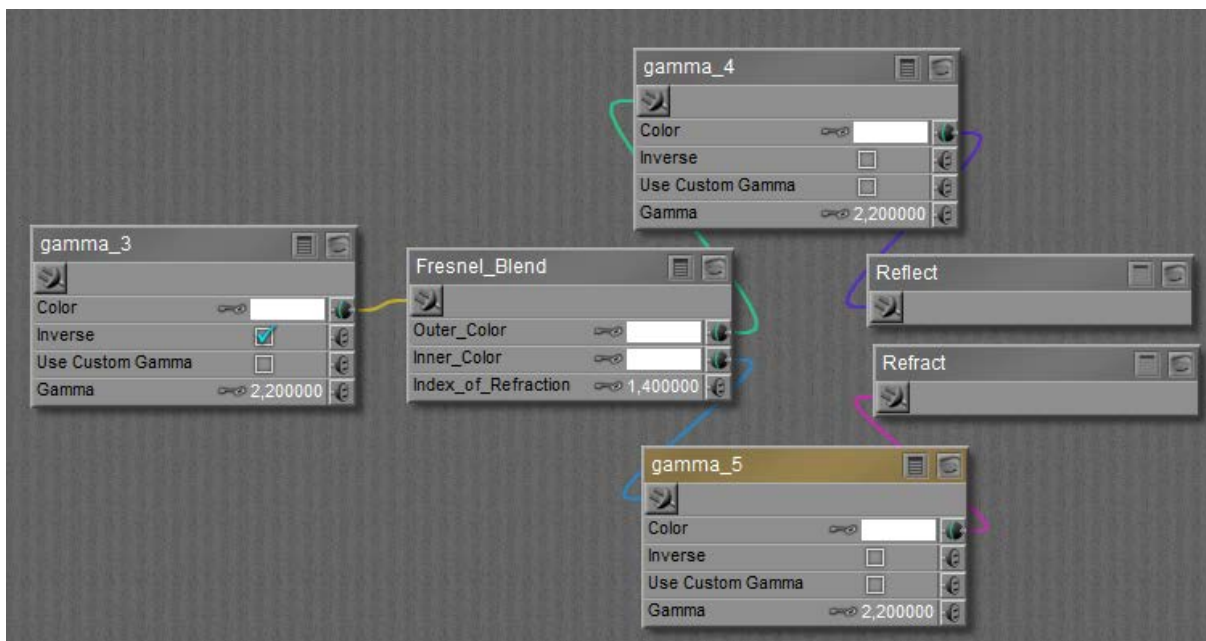 gamma_3
Color
Inverse
Use Custom Gamma
Gamma 2,200000
Fresnel_Blend
Outer_Color
Inner_Color
Index_of_Refraction 1,400000
gamma_4
Color
Inverse
Use Custom Gamma
Gamma 2,200000
Reflect
Refract
gamma_5
Color
Inverse
Use Custom Gamma
Gamma 2,200000